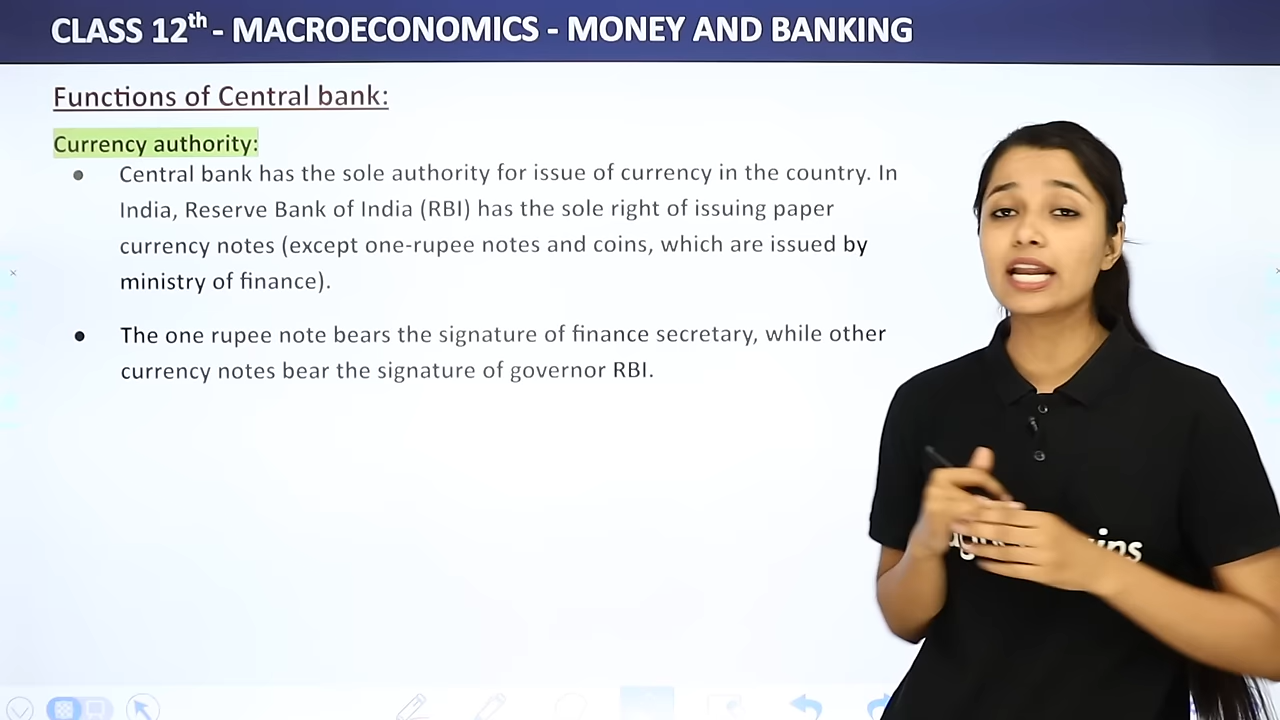 CLASS 12th - MACROECONOMICS - MONEY AND BANKING
Functions of Central bank:
Currency authority:
● Central bank has the sole authority for issue of currency in the country. In
India, Reserve Bank of India (RBI) has the sole right of issuing paper
currency notes (except one-rupee notes and coins, which are issued by
ministry of finance).
● The one rupee note bears the signature of finance secretary, while other
currency notes bear the signature of governor RBI.